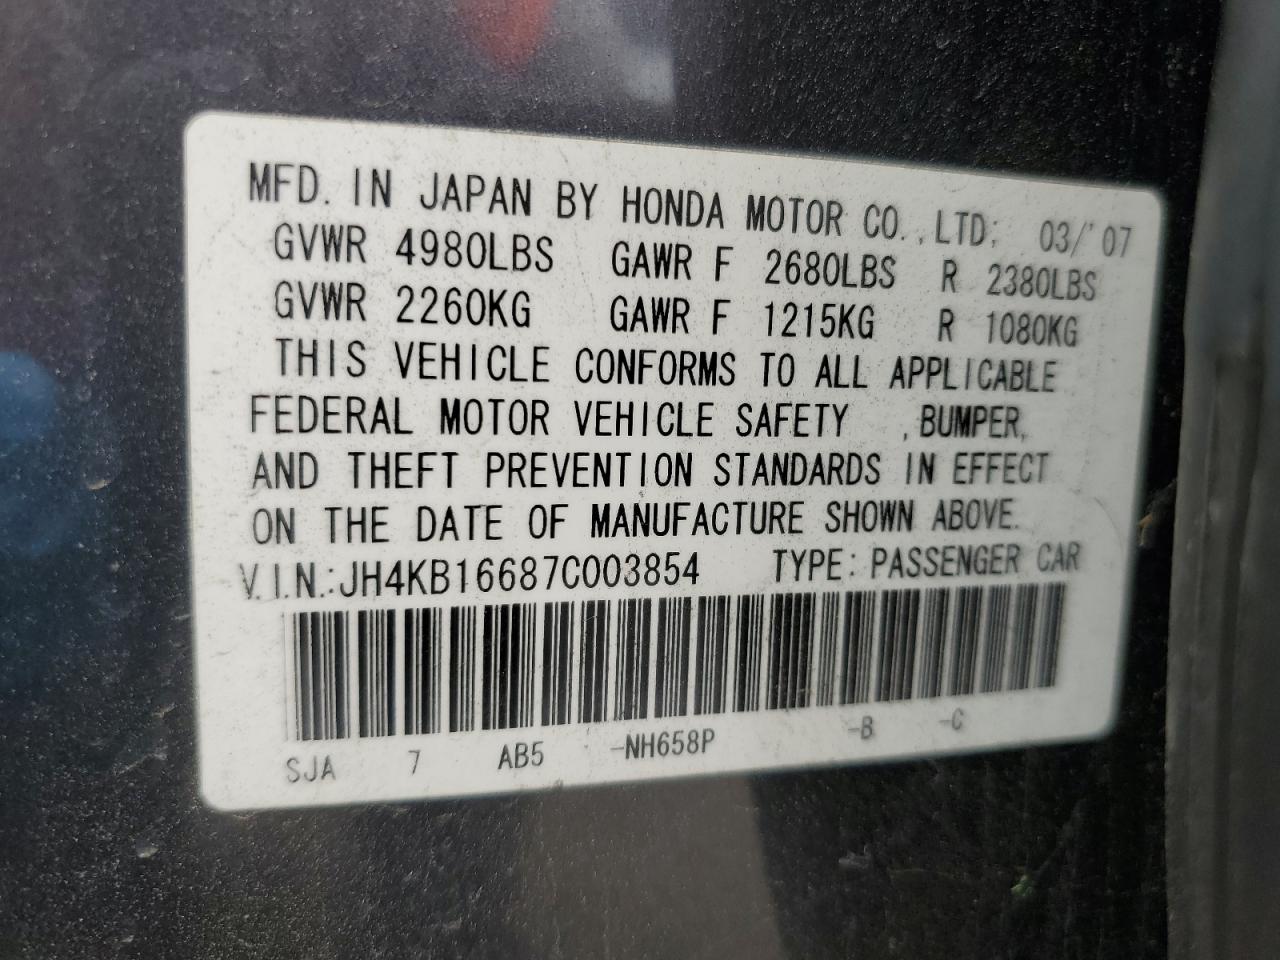 MFD. IN JAPAN BY HONDA MOTOR CO., LTD; 03/'07
GVWR 4980LBS GAWR F 2680LBS R 2380LBS
GVWR 2260KG GAWR F 1215KG R 1080KG
THIS VEHICLE CONFORMS TO ALL APPLICABLE
FEDERAL MOTOR VEHICLE SAFETY , BUMPER,
AND THEFT PREVENTION STANDARDS IN EFFECT
ON THE DATE OF MANUFACTURE SHOWN ABOVE.
V.I.N.:JH4KB16687C003854 TYPE: PASSENGER CAR
SJA 7 AB5 -NH658P -B -C